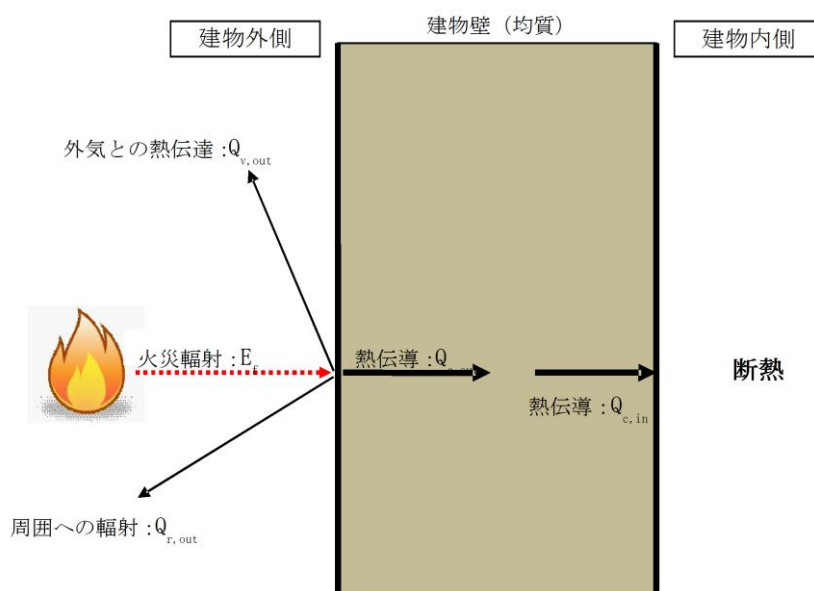 建物外側
建物壁（均質）
建物内側
外気との熱伝達：Qv,out
火災輻射：Ef
熱伝導：Q
断熱
熱伝導：Qc,in
周囲への輻射：Qr,out